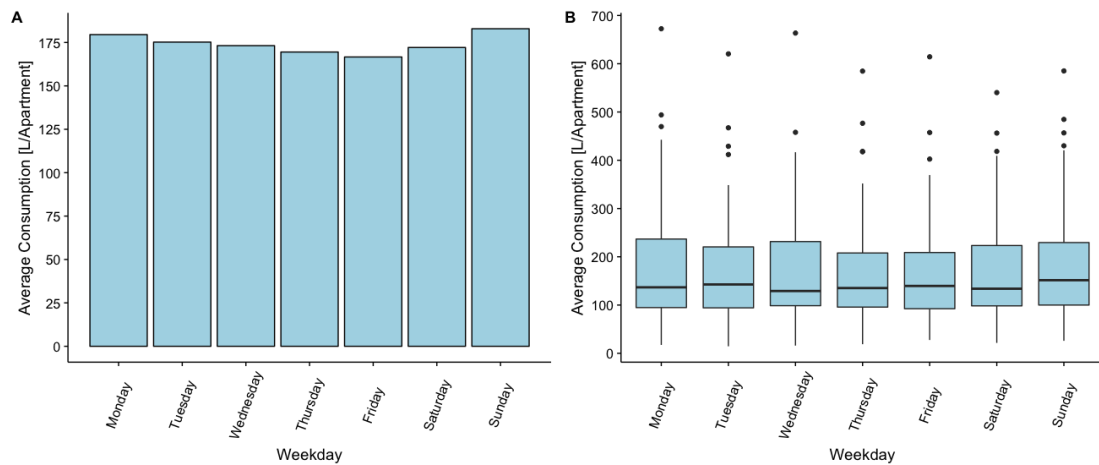 A
Average Consumption [L/Apartment]
175
150
125
100
75
50
25
0
Monday
Tuesday
Wednesday
Thursday
Friday
Saturday
Sunday
Weekday
B
Average Consumption [L/Apartment]
700
600
500
400
300
200
100
0
Monday
Tuesday
Wednesday
Thursday
Friday
Saturday
Sunday
Weekday